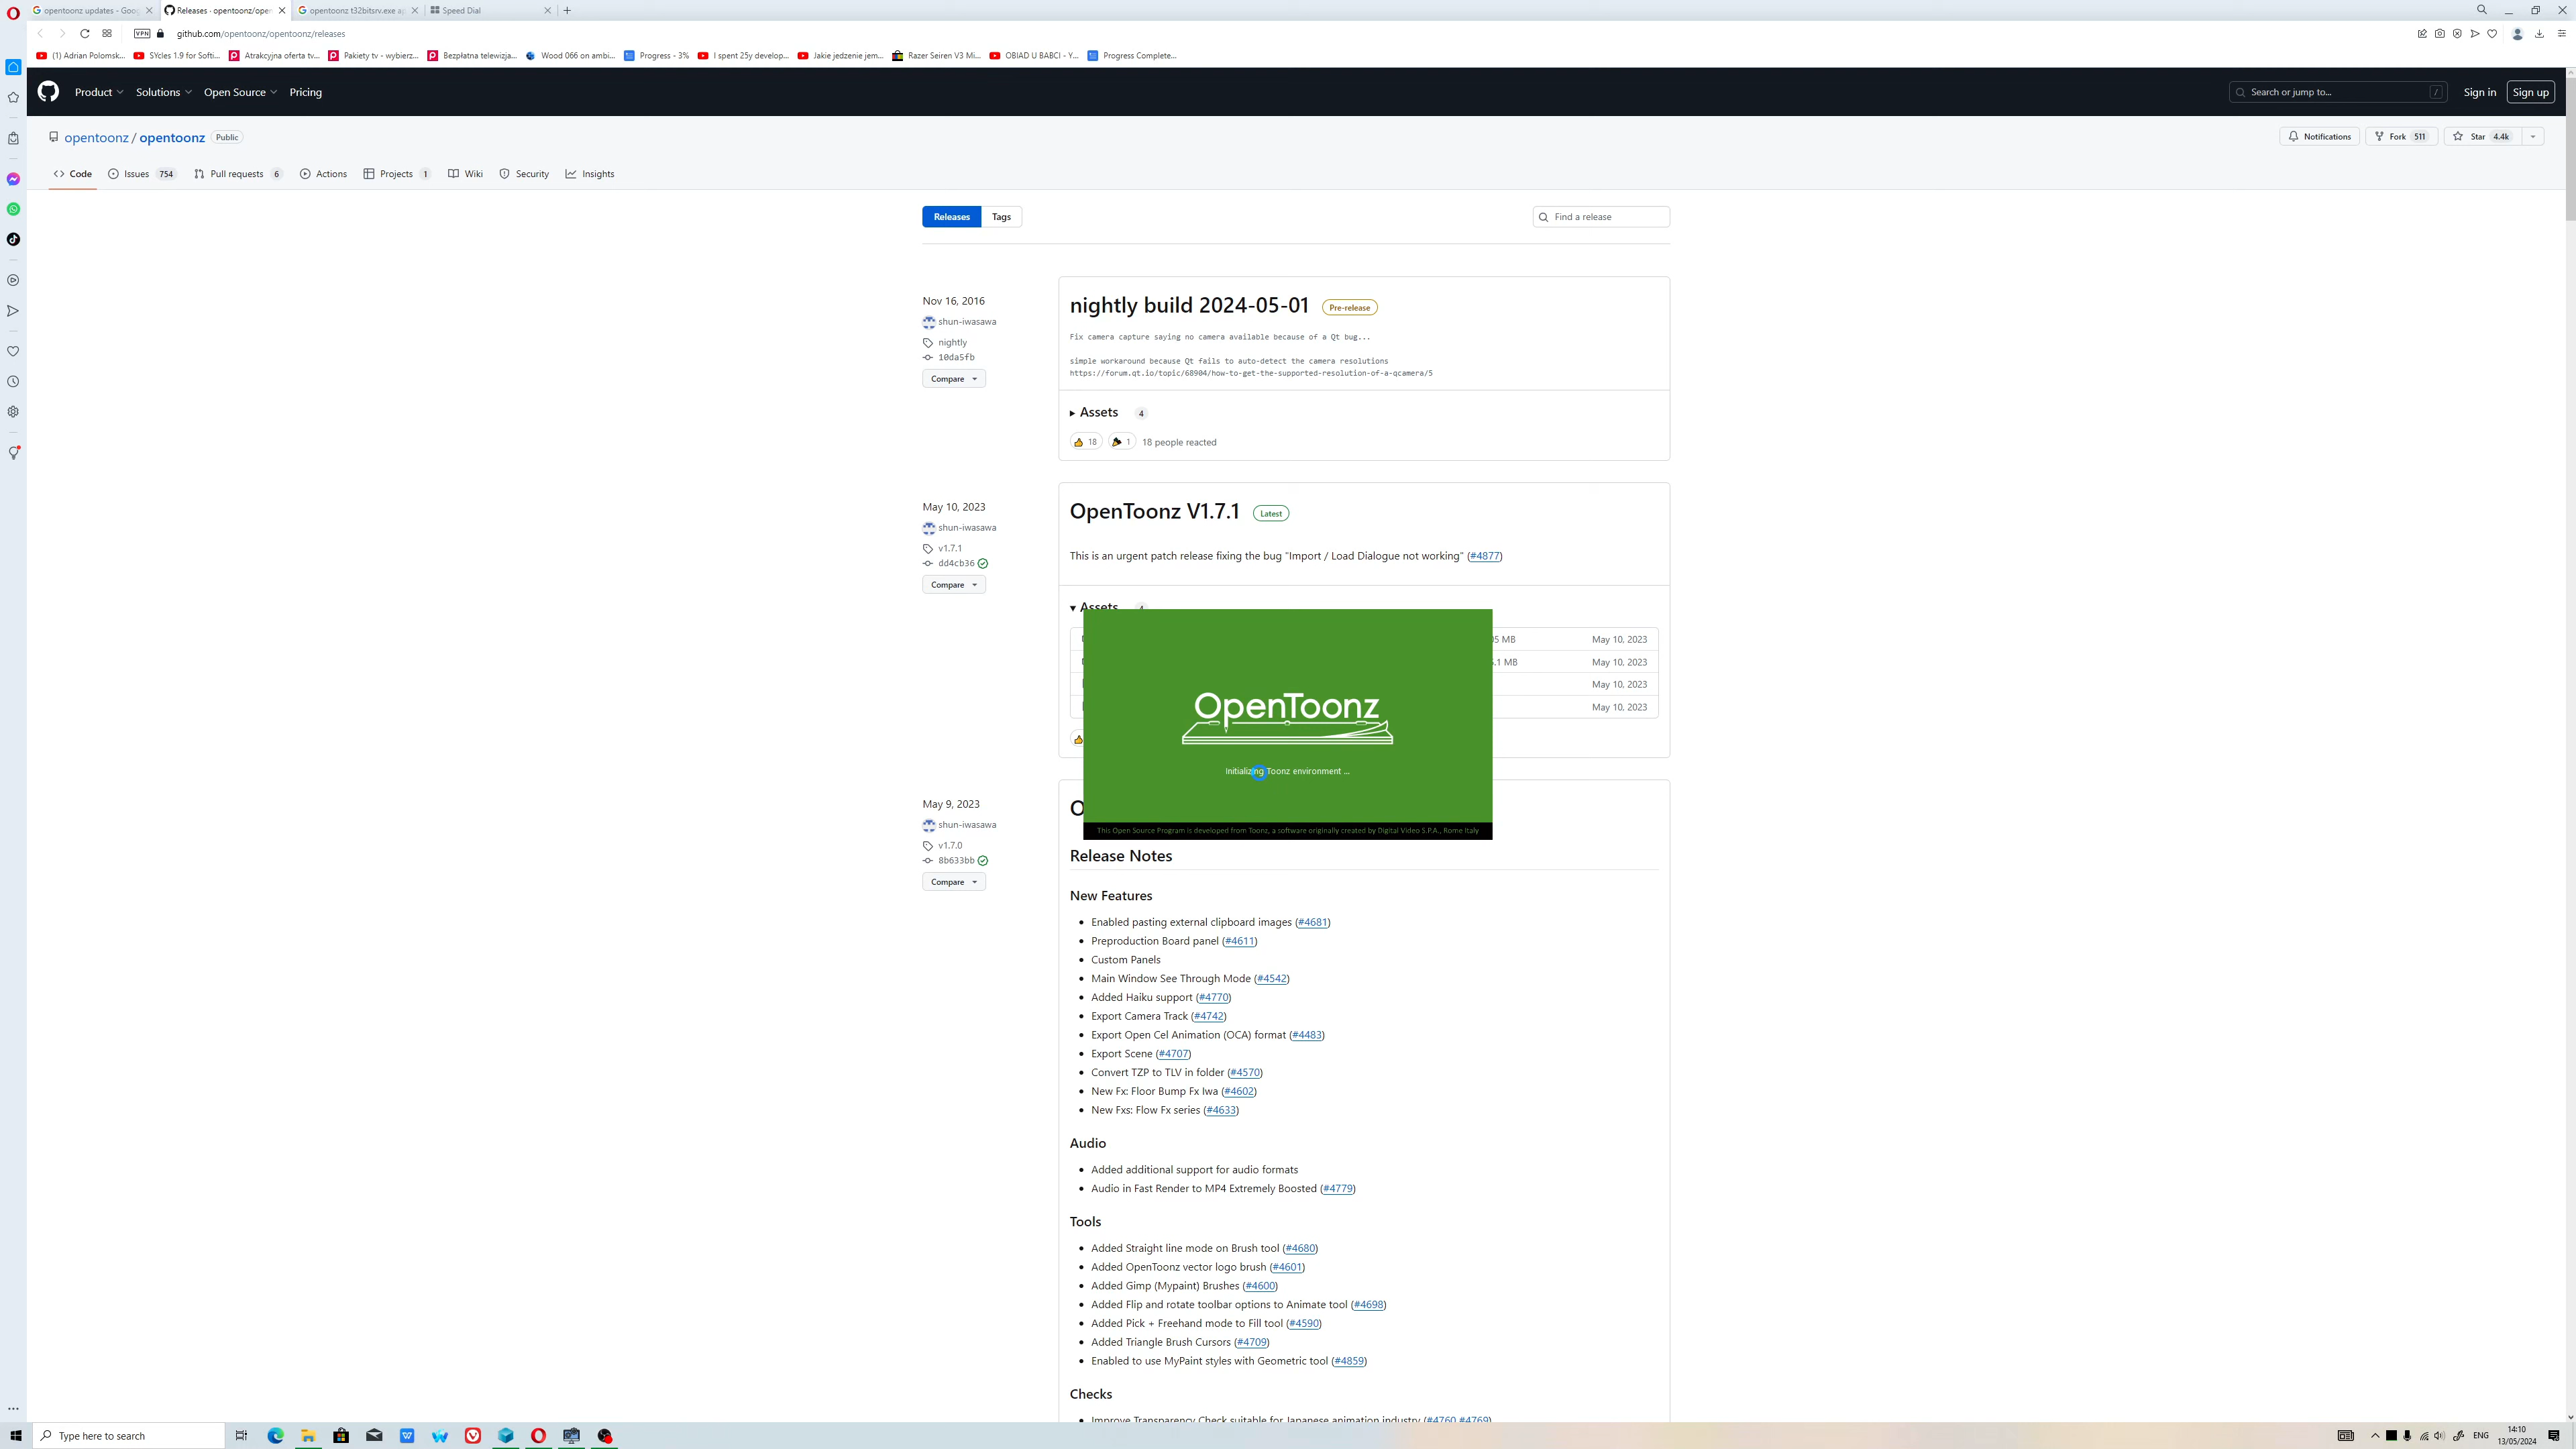 opentoonz updates - Goog
Releases · opentoonz/open
opentoonz t32bitsrv.exe ap
Speed Dial
VPN
github.com/opentoonz/opentoonz/releases
(1) Adrian Polomsk...
SYcles 1.9 for Softi...
Atrakcyjna oferta tv...
Pakiety tv - wybierz...
Bezpłatna telewizja...
Wood 066 on ambi...
Progress - 3%
I spent 25y develop...
Jakie jedzenie jem...
Razer Seiren V3 Mi...
OBIAD U BABCI - Y...
Progress Complete...
Product
Solutions
Open Source
Pricing
Search or jump to...
/
Sign in
Sign up
opentoonz / opentoonz Public
Notifications
Fork 511
Star 4.4k
Code
Issues 754
Pull requests 6
Actions
Projects 1
Wiki
Security
Insights
Releases
Tags
Find a release
Nov 16, 2016
shun-iwasawa
nightly
10da5fb
Compare
nightly build 2024-05-01 Pre-release
Fix camera capture saying no camera available because of a Qt bug...
simple workaround because Qt fails to auto-detect the camera resolutions
https://forum.qt.io/topic/68904/how-to-get-the-supported-resolution-of-a-qcamera/5
Assets 4
18 1 18 people reacted
May 10, 2023
shun-iwasawa
v1.7.1
dd4cb36
Compare
OpenToonz V1.7.1 Latest
This is an urgent patch release fixing the bug "Import / Load Dialogue not working" (#4877)
Assets 4
MB May 10, 2023
.1 MB May 10, 2023
May 10, 2023
May 10, 2023
OpenToonz
Initializing Toonz environment ...
This Open Source Program is developed from Toonz, a software originally created by Digital Video S.P.A., Rome Italy
May 9, 2023
shun-iwasawa
v1.7.0
8b633bb
Compare
O
Release Notes
New Features
• Enabled pasting external clipboard images (#4681)
• Preproduction Board panel (#4611)
• Custom Panels
• Main Window See Through Mode (#4542)
• Added Haiku support (#4770)
• Export Camera Track (#4742)
• Export Open Cel Animation (OCA) format (#4483)
• Export Scene (#4707)
• Convert TZP to TLV in folder (#4570)
• New Fx: Floor Bump Fx Iwa (#4602)
• New Fxs: Flow Fx series (#4633)
Audio
• Added additional support for audio formats
• Audio in Fast Render to MP4 Extremely Boosted (#4779)
Tools
• Added Straight line mode on Brush tool (#4680)
• Added OpenToonz vector logo brush (#4601)
• Added Gimp (Mypaint) Brushes (#4600)
• Added Flip and rotate toolbar options to Animate tool (#4698)
• Added Pick + Freehand mode to Fill tool (#4590)
• Added Triangle Brush Cursors (#4709)
• Enabled to use MyPaint styles with Geometric tool (#4859)
Checks
• Improve Transparency Check suitable for Japanese animation industry (#4760 #4769)
Type here to search
ENG
14:10
13/05/2024